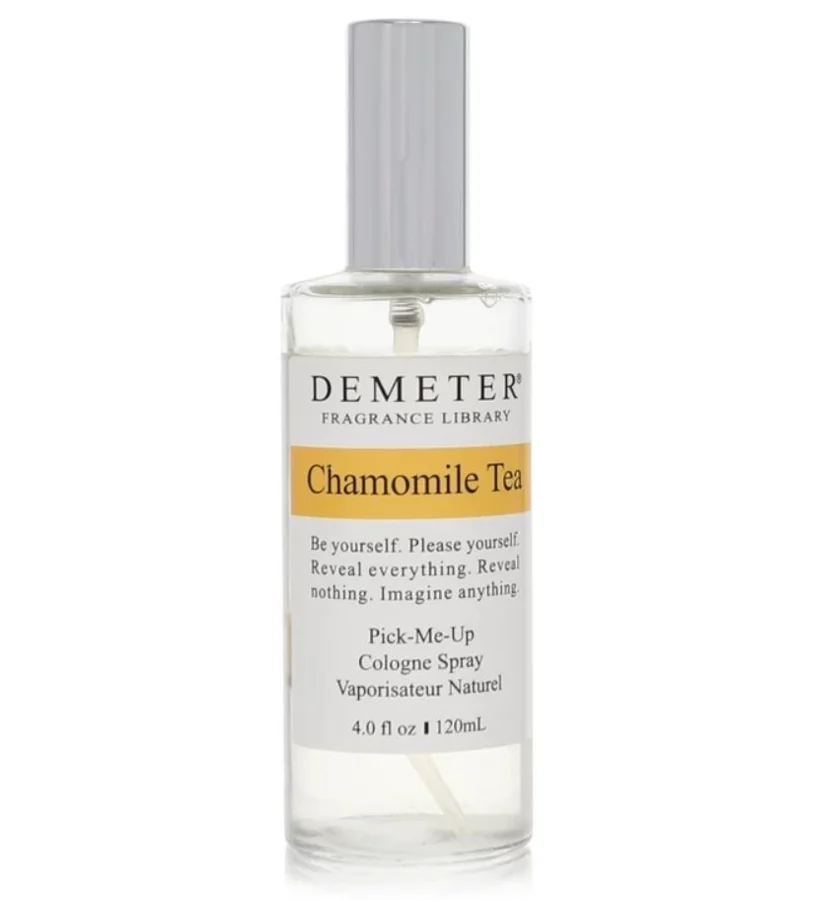 DEMETER®
FRAGRANCE LIBRARY
Chamomile Tea
Be yourself. Please yourself.
Reveal everything. Reveal
nothing. Imagine anything.
Pick-Me-Up
Cologne Spray
Vaporisateur Naturel
4.0 fl oz ▮ 120mL